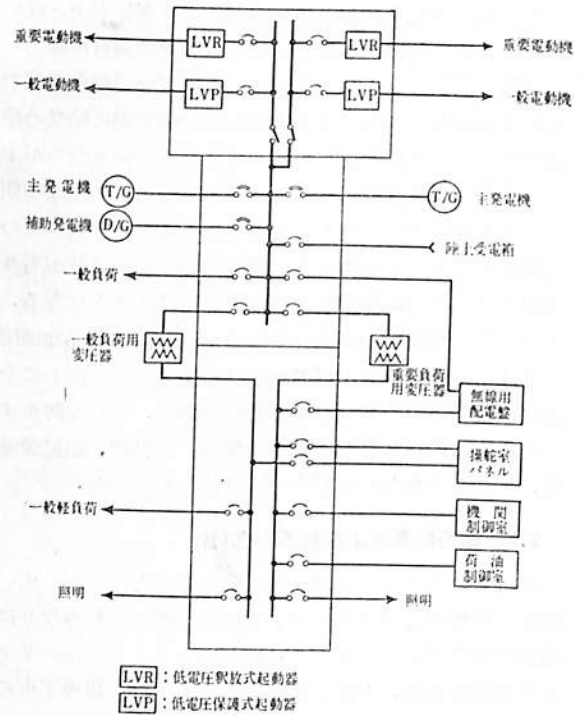 重要電動機 LVR LVR 重要電動機
一般電動機 LVP LVP 一般電動機
主発電機 T/G T/G 主発電機
補助発電機 D/G
陸上受電箱
一般負荷
一般負荷用
変圧器
重要負荷
用変圧器
無線用
配電盤
操舵室
パネル
一般軽負荷
機関
制御室
荷油
制御室
照明 照明
LVR:低電圧釈放式起動器
LVP:低電圧保護式起動器